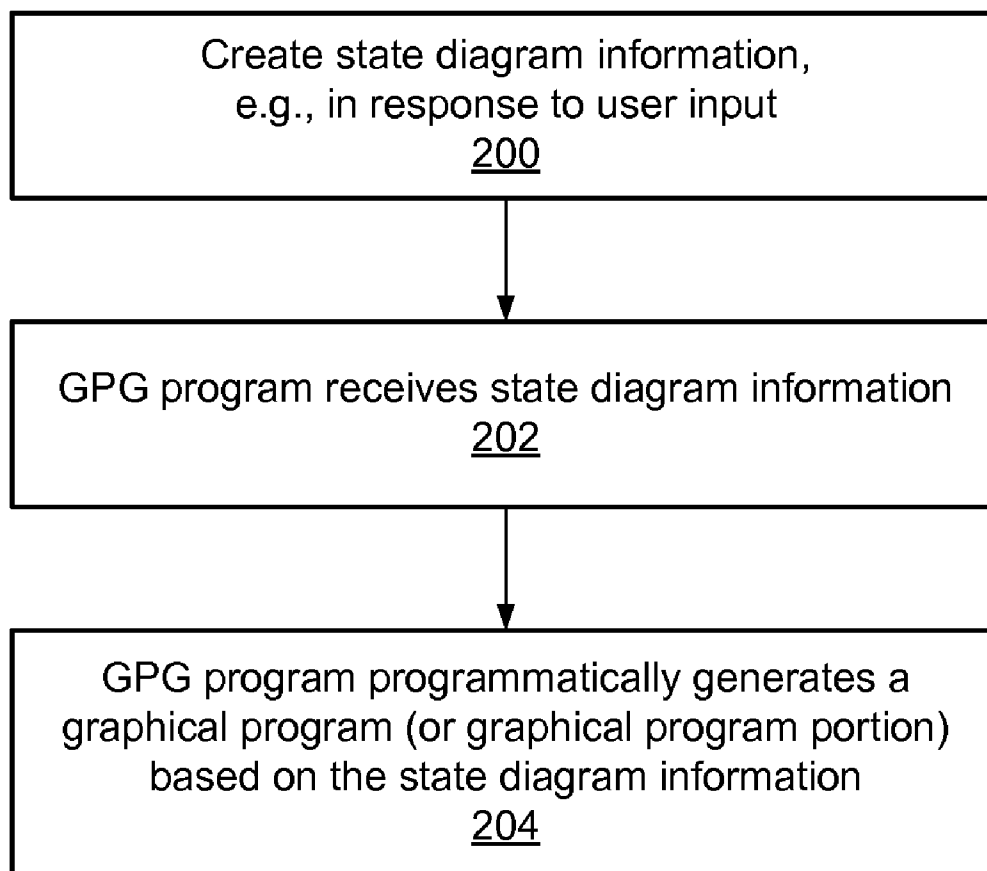 Create state diagram information,
e.g., in response to user input
200
GPG program receives state diagram information
202
GPG program programmatically generates a
graphical program (or graphical program portion)
based on the state diagram information
204